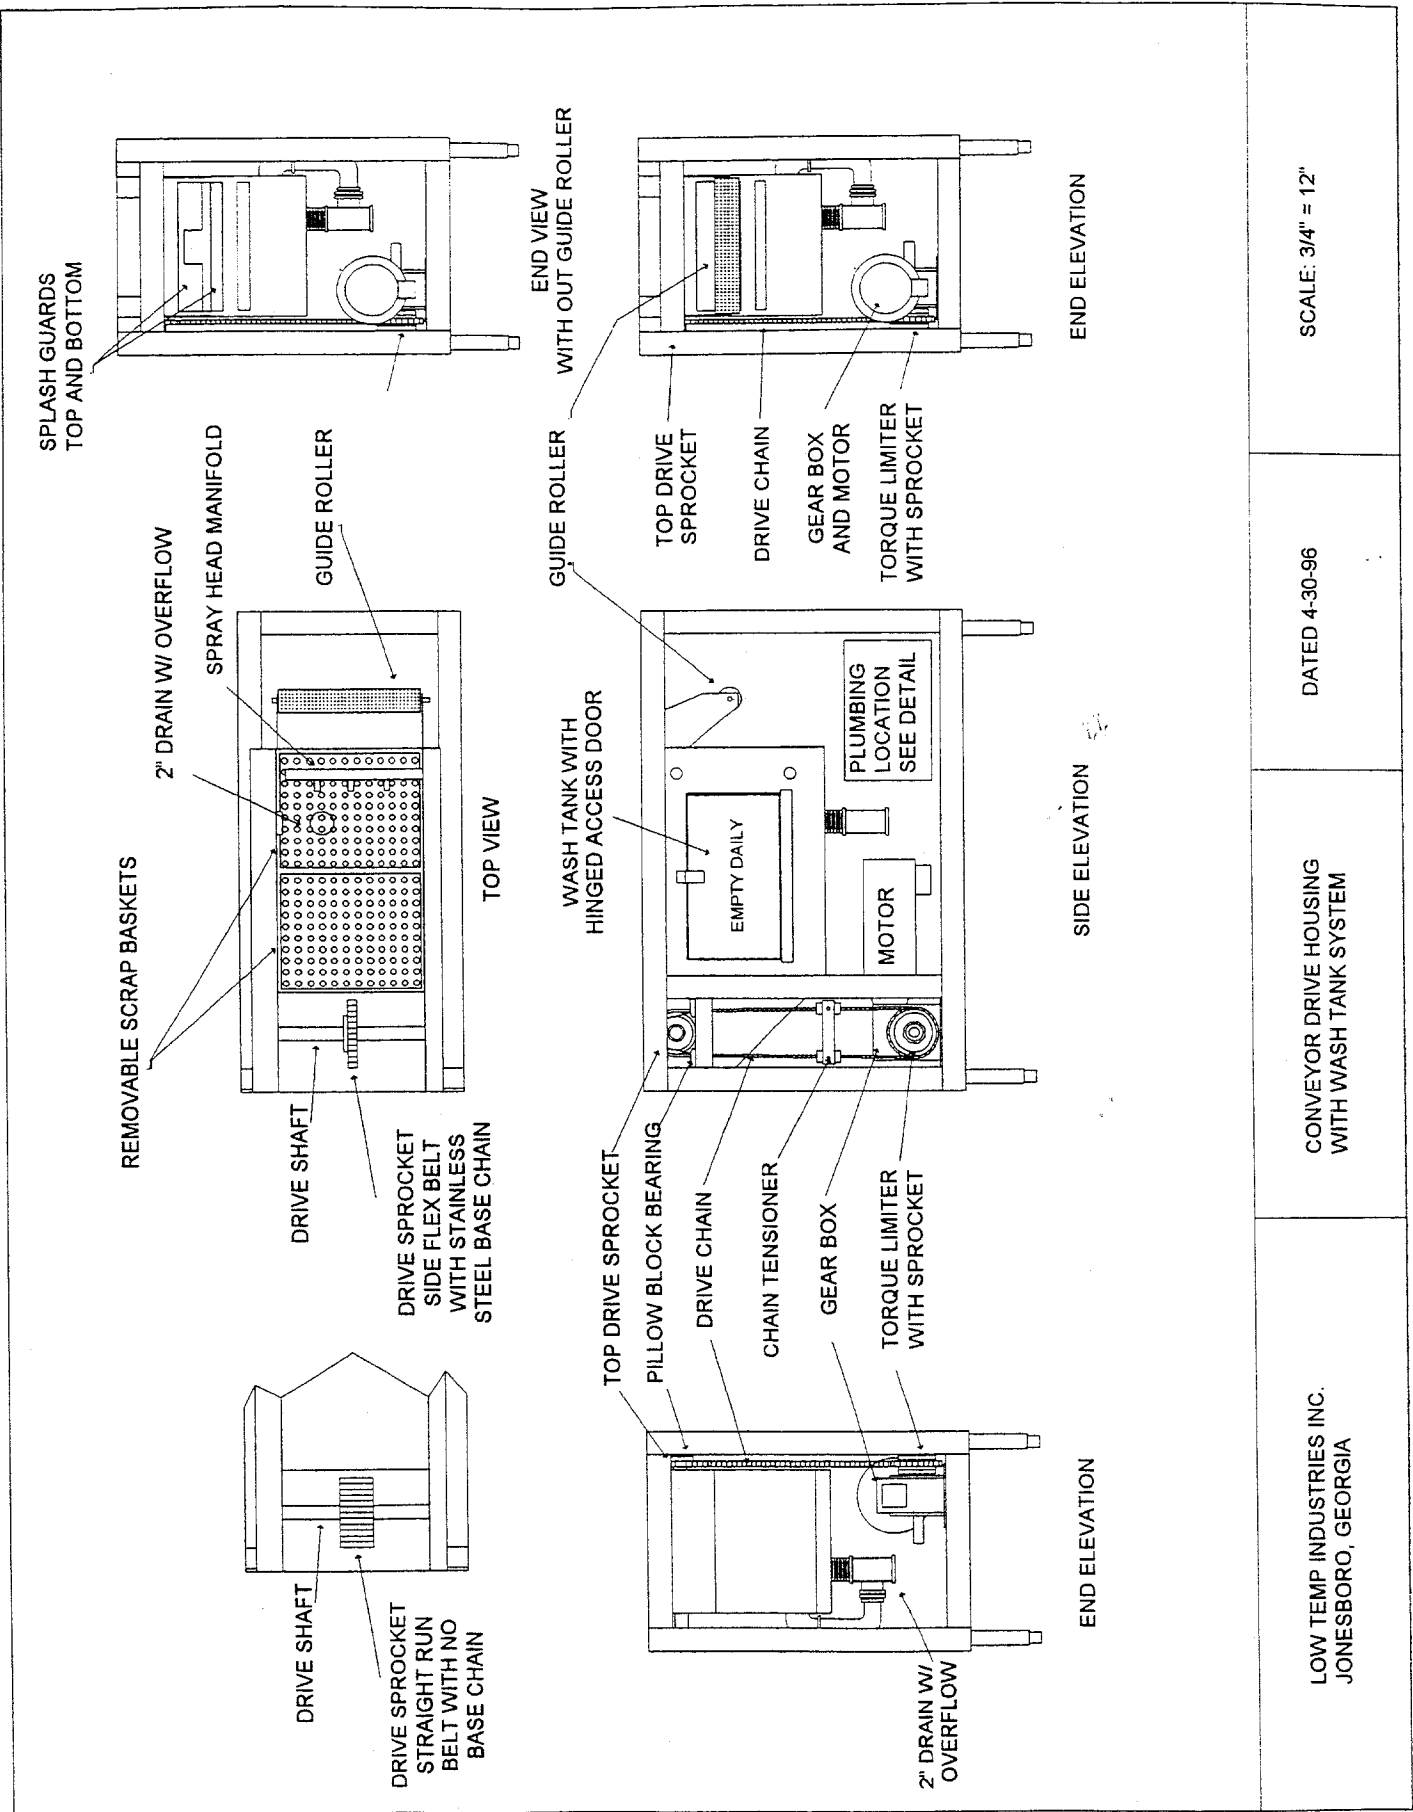 REMOVABLE SCRAP BASKETS
2" DRAIN W/ OVERFLOW
SPRAY HEAD MANIFOLD
GUIDE ROLLER
SPLASH GUARDS
TOP AND BOTTOM
DRIVE SHAFT
DRIVE SPROCKET
STRAIGHT RUN
BELT WITH NO
BASE CHAIN
DRIVE SHAFT
DRIVE SPROCKET
SIDE FLEX BELT
WITH STAINLESS
STEEL BASE CHAIN
TOP VIEW
END VIEW
WITH OUT GUIDE ROLLER
TOP DRIVE SPROCKET
PILLOW BLOCK BEARING
DRIVE CHAIN
CHAIN TENSIONER
GEAR BOX
TORQUE LIMITER
WITH SPROCKET
2" DRAIN W/
OVERFLOW
END ELEVATION
WASH TANK WITH
HINGED ACCESS DOOR
EMPTY DAILY
MOTOR
PLUMBING
LOCATION
SEE DETAIL
SIDE ELEVATION
GUIDE ROLLER
TOP DRIVE
SPROCKET
DRIVE CHAIN
GEAR BOX
AND MOTOR
TORQUE LIMITER
WITH SPROCKET
END ELEVATION
LOW TEMP INDUSTRIES INC.
JONESBORO, GEORGIA
CONVEYOR DRIVE HOUSING
WITH WASH TANK SYSTEM
DATED 4-30-96
SCALE: 3/4" = 12"